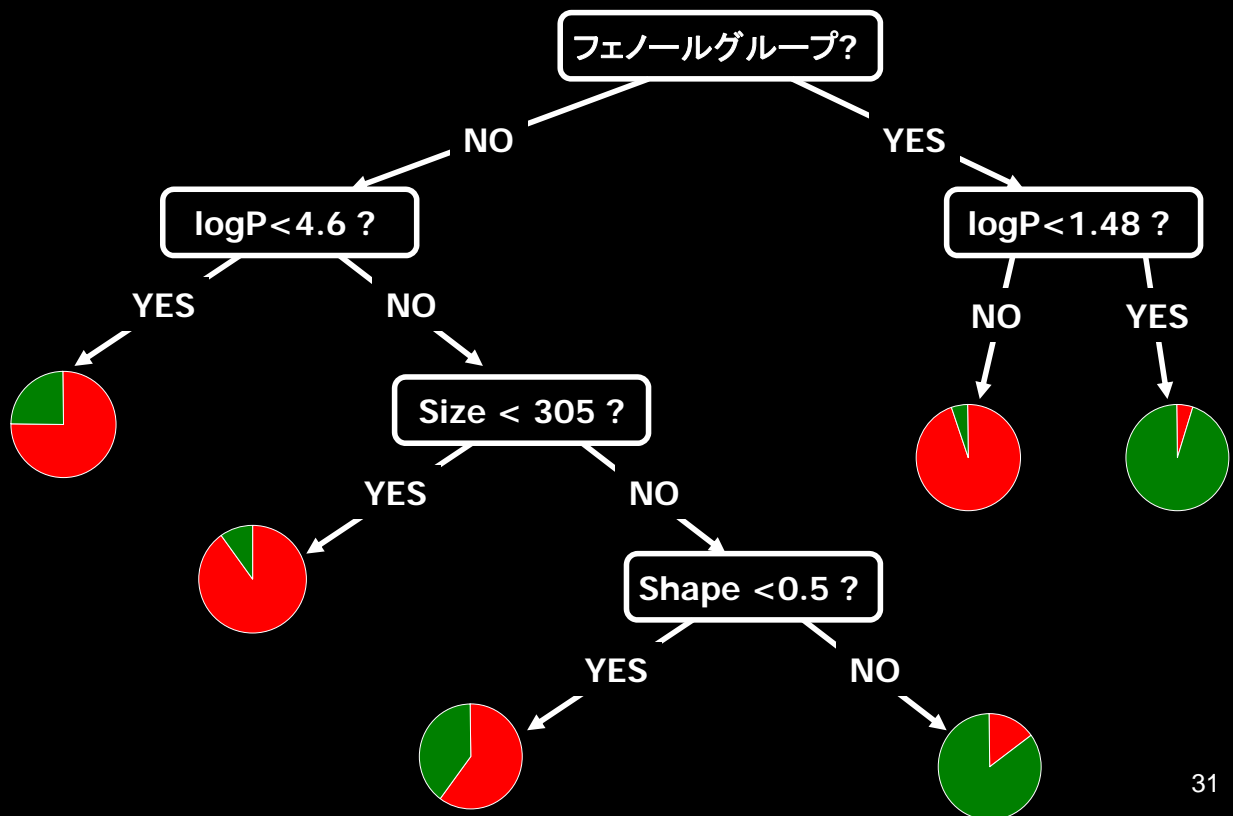 フェノールグループ?
NO
YES
logP<4.6 ?
logP<1.48 ?
YES
NO
NO
YES
Size < 305 ?
YES
NO
Shape <0.5 ?
YES
NO
31